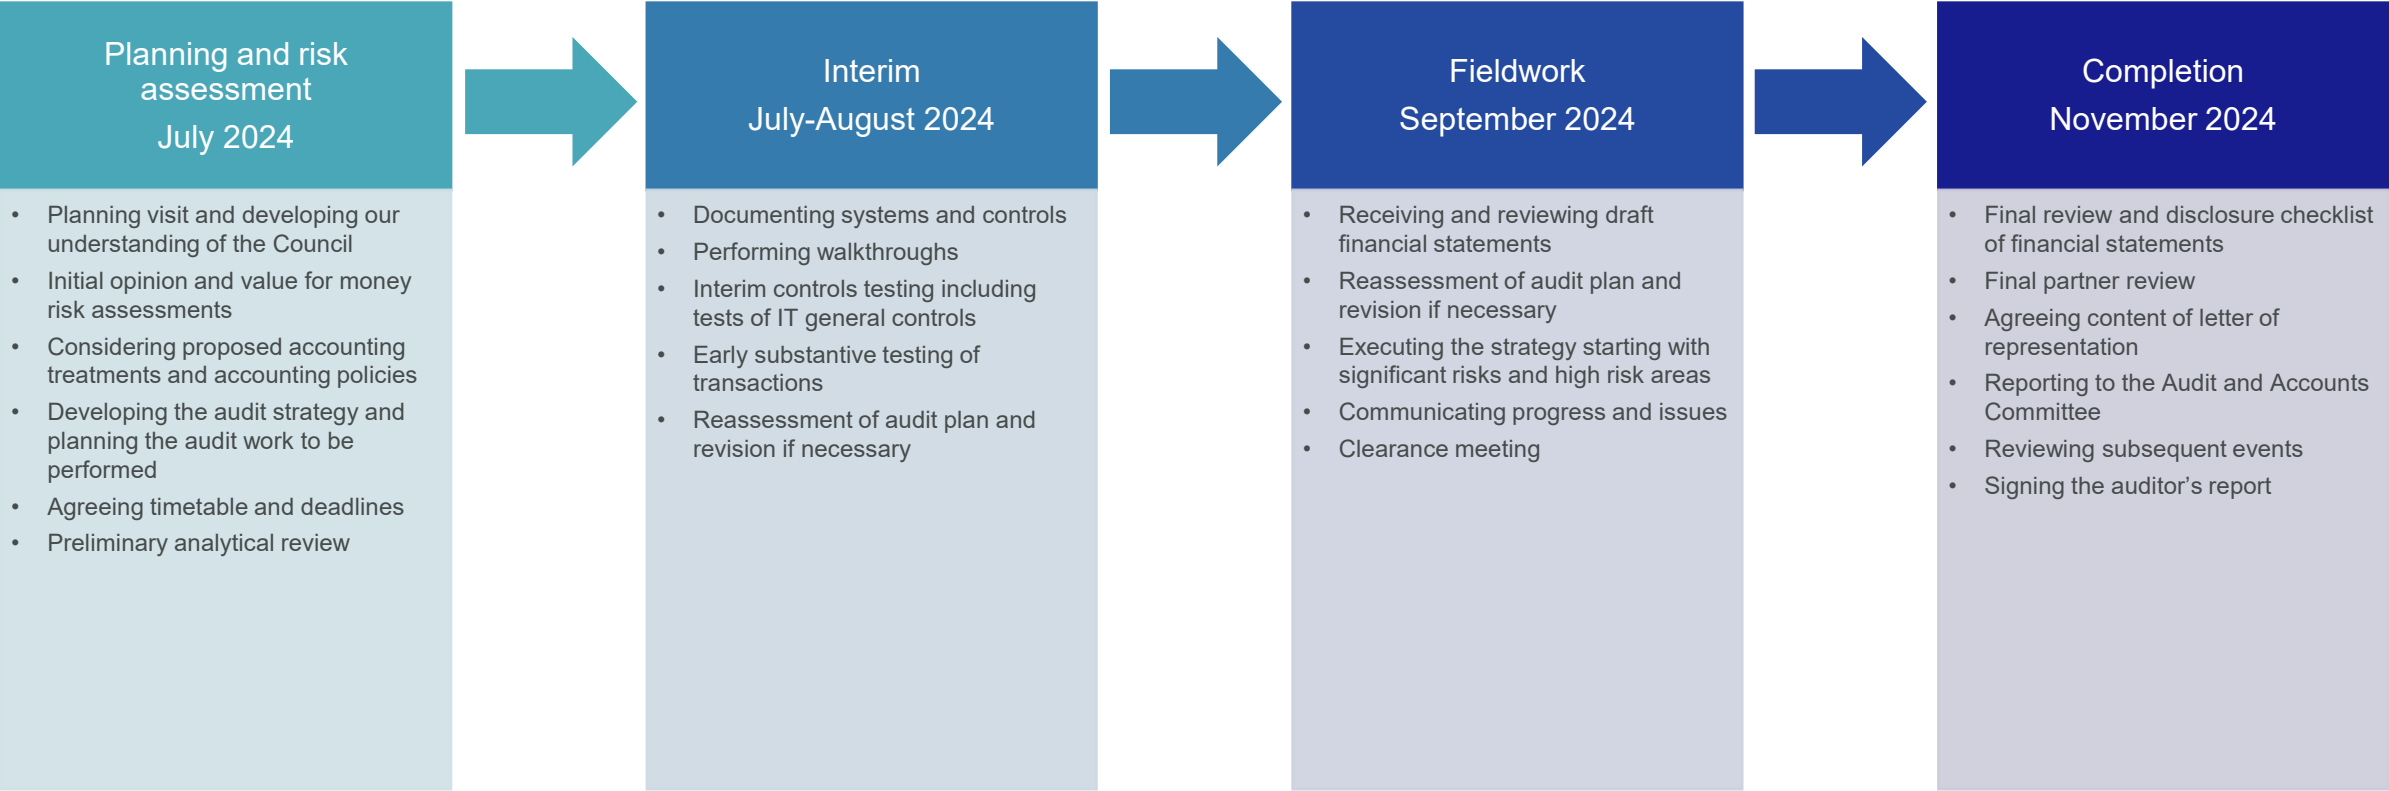 Planning and risk
assessment
July 2024
• Planning visit and developing our
understanding of the Council
• Initial opinion and value for money
risk assessments
• Considering proposed accounting
treatments and accounting policies
• Developing the audit strategy and
planning the audit work to be
performed
• Agreeing timetable and deadlines
• Preliminary analytical review
Interim
July-August 2024
• Documenting systems and controls
• Performing walkthroughs
• Interim controls testing including
tests of IT general controls
• Early substantive testing of
transactions
• Reassessment of audit plan and
revision if necessary
Fieldwork
September 2024
• Receiving and reviewing draft
financial statements
• Reassessment of audit plan and
revision if necessary
• Executing the strategy starting with
significant risks and high risk areas
• Communicating progress and issues
• Clearance meeting
Completion
November 2024
• Final review and disclosure checklist
of financial statements
• Final partner review
• Agreeing content of letter of
representation
• Reporting to the Audit and Accounts
Committee
• Reviewing subsequent events
• Signing the auditor’s report